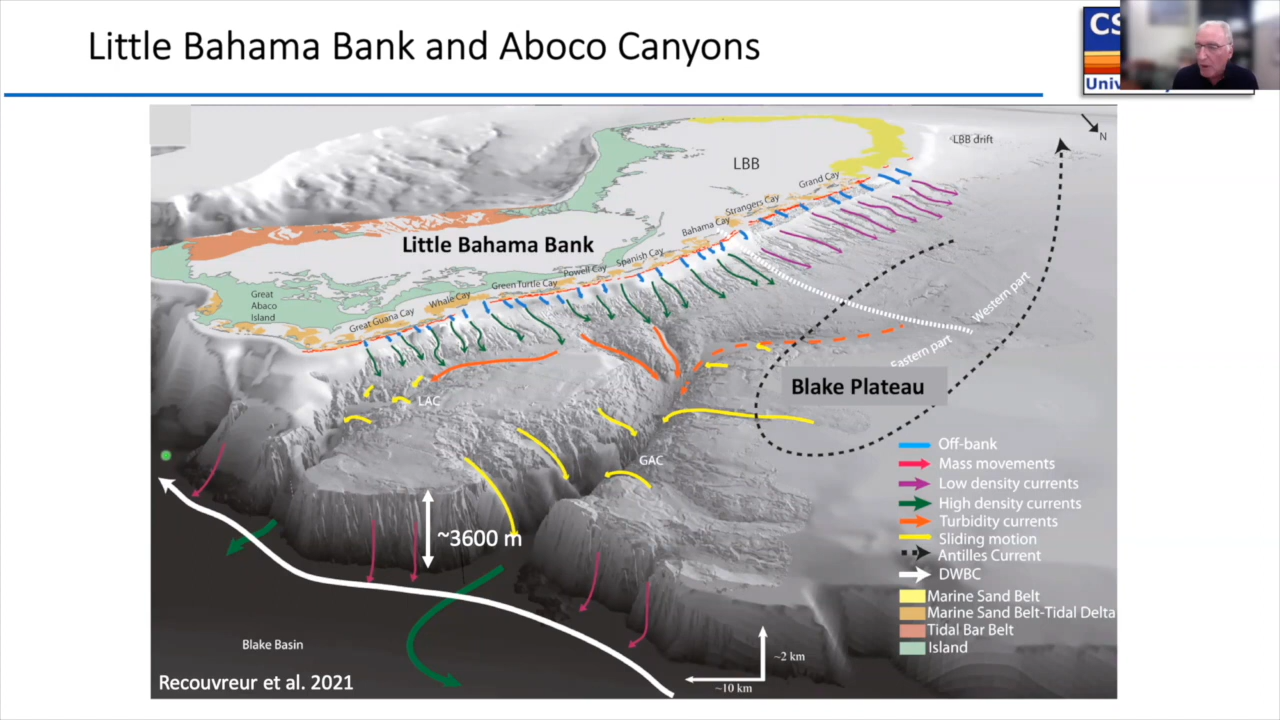 Little Bahama Bank and Aboco Canyons
CS
LBB drift
N
LBB
Grand Cay
Strangers Cay
Bahama Cay
Little Bahama Bank
Spanish Cay
Powell Cay
Green Turtle Cay
Whale Cay
Great Guana Cay
Great
Abaco
Island
Western part
Eastern part
Blake Plateau
LAC
GAC
~3600 m
Off-bank
Mass movements
Low density currents
High density currents
Turbidity currents
Sliding motion
Antilles Current
DWBC
Marine Sand Belt
Marine Sand Belt-Tidal Delta
Tidal Bar Belt
Island
Blake Basin
~2 km
~10 km
Recouvreur et al. 2021